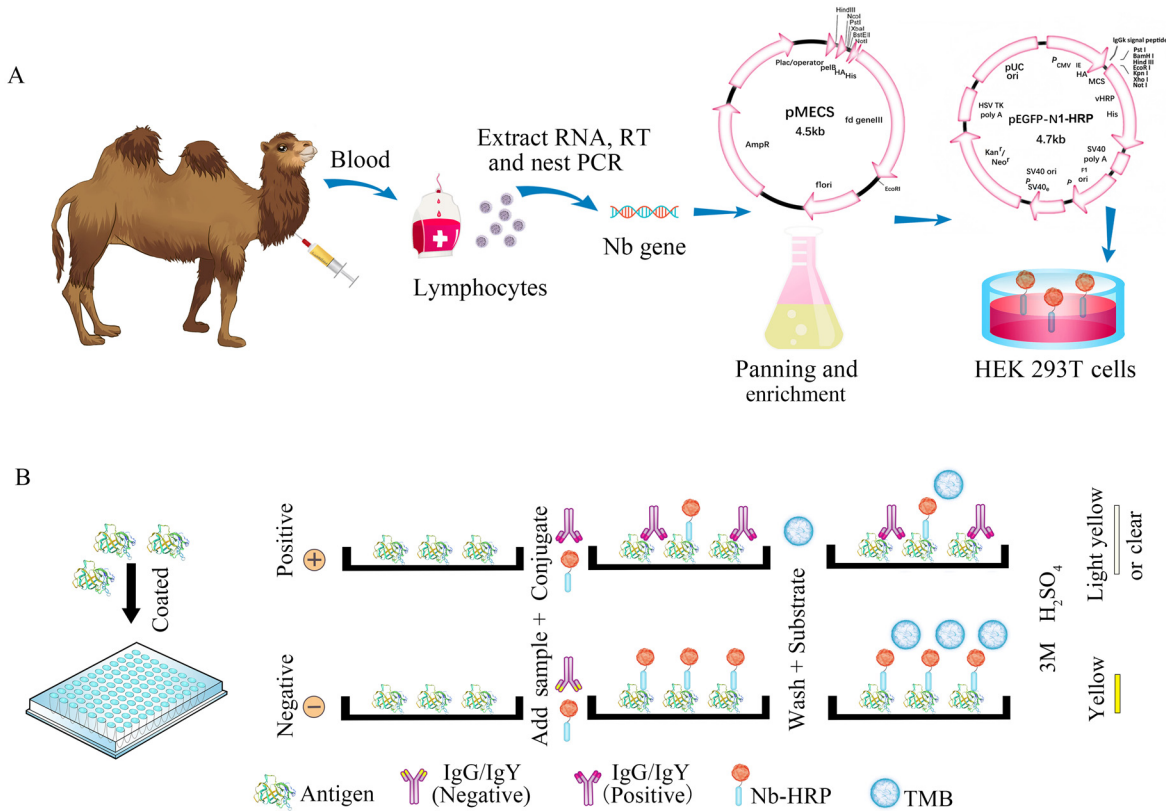 A
Blood
Lymphocytes
Extract RNA, RT
and nest PCR
Nb gene
HindIII
NcoI
PstI
XbaI
BstEII
NotI
Plac/operator
pelB
HA
His
pMECS
4.5kb
fd geneIII
AmpR
EcoRI
fIori
Panning and
enrichment
IgGk signal peptide
Pst I
BamH I
Hind III
EcoR I
Kpn I
Xho I
Not I
pUC
ori
PCMV IE
HA
MCS
vHRP
His
HSV TK
poly A
pEGFP-N1-HRP
4.7kb
Kanr/
Neor
SV40
poly A
SV40 ori
P
SV40e
F1
ori
P
HEK 293T cells
B
Coated
Positive
+
Negative
−
Add sample + Conjugate
Wash + Substrate
3M H2SO4
Light yellow
or clear
Yellow
Antigen
IgG/IgY
(Negative)
IgG/IgY
(Positive)
Nb-HRP
TMB